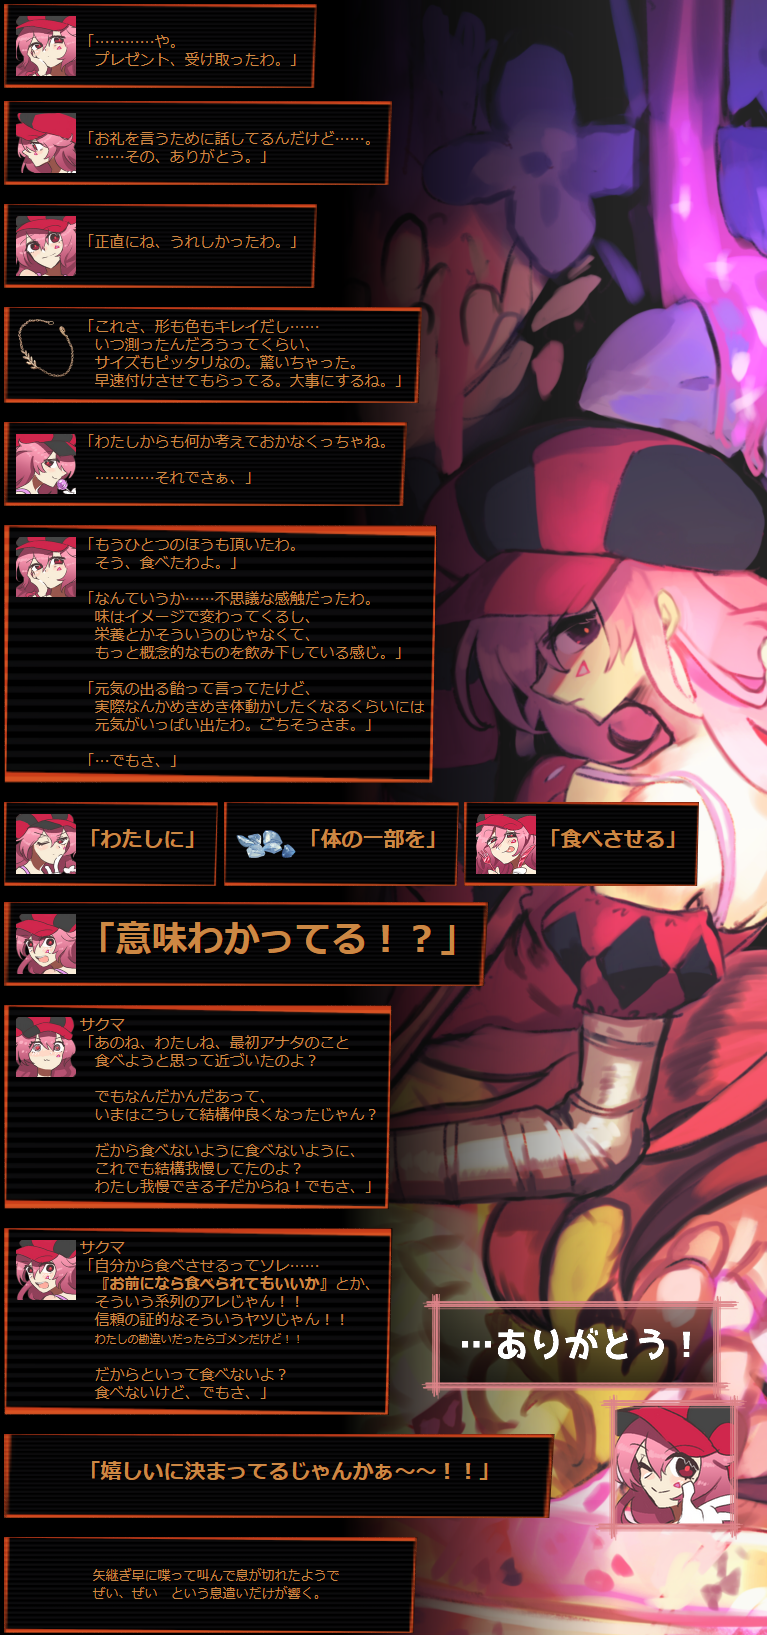 「…………や。
プレゼント、受け取ったわ。」
「お礼を言うために話してるんだけど……。
……その、ありがとう。」
「正直にね、うれしかったわ。」
「これさ、形も色もキレイだし……
いつ測ったんだろうってくらい、
サイズもピッタリなの。驚いちゃった。
早速付けさせてもらってる。大事にするね。」
「わたしからも何か考えておかなくっちゃね。
…………それでさぁ、」
「もうひとつのほうも頂いたわ。
そう、食べたわよ。」
「なんていうか……不思議な感触だったわ。
味はイメージで変わってくるし、
栄養とかそういうのじゃなくて、
もっと概念的なものを飲み下している感じ。」
「元気の出る飴って言ってたけど、
実際なんかめきめき体動かしたくなるくらいには
元気がいっぱい出たわ。ごちそうさま。」
「…でもさ、」
「わたしに」
「体の一部を」
「食べさせる」
「意味わかってる！？」
サクマ
「あのね、わたしね、最初アナタのこと
食べようと思って近づいたのよ？
でもなんだかんだあって、
いまはこうして結構仲良くなったじゃん？
だから食べないように食べないように、
これでも結構我慢してたのよ？
わたし我慢できる子だからね！でもさ、」
サクマ
「自分から食べさせるってソレ……
『お前になら食べられてもいいか』とか、
そういう系列のアレじゃん！！
信頼の証的なそういうヤツじゃん！！
わたしの勘違いだったらゴメンだけど！！
だからといって食べないよ？
食べないけど、でもさ、」
…ありがとう！
「嬉しいに決まってるじゃんかぁ～～！！」
矢継ぎ早に喋って叫んで息が切れたようで
ぜい、ぜい　という息遣いだけが響く。